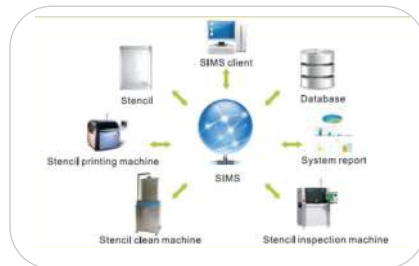 SIMS client
Stencil
Database
Stencil printing machine
System report
SIMS
Stencil clean machine
Stencil inspection machine